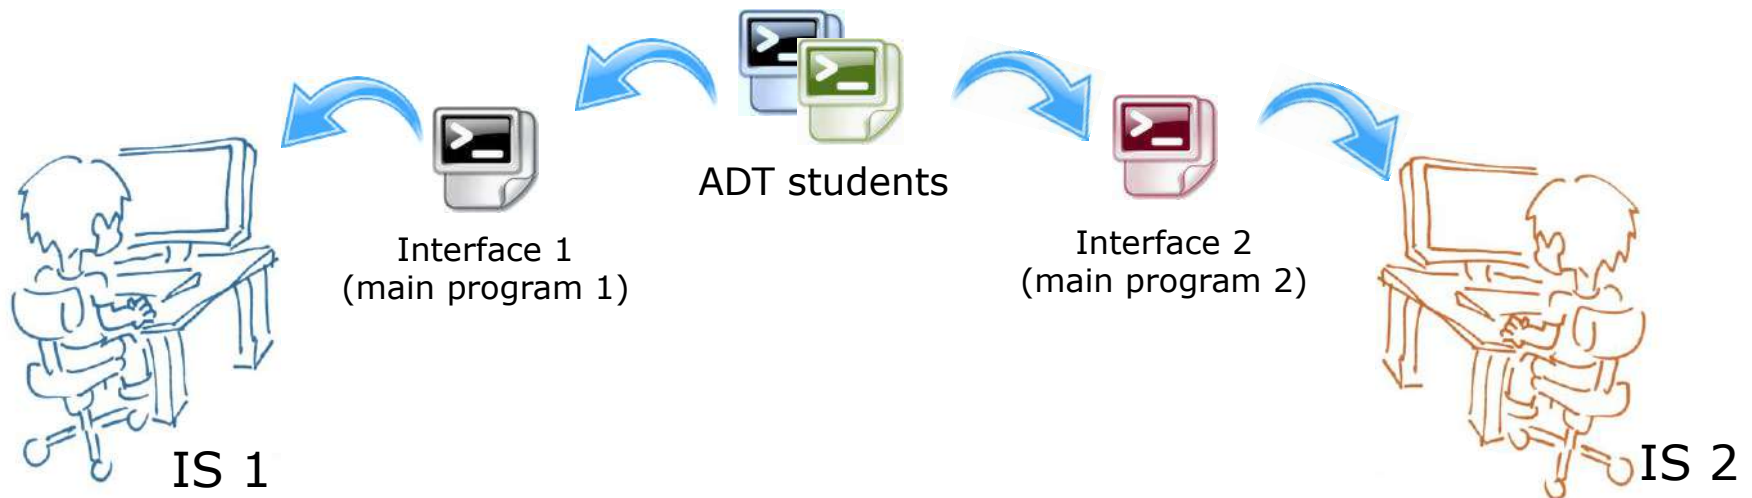 ADT students
Interface 1
(main program 1)
Interface 2
(main program 2)
IS 1
IS 2